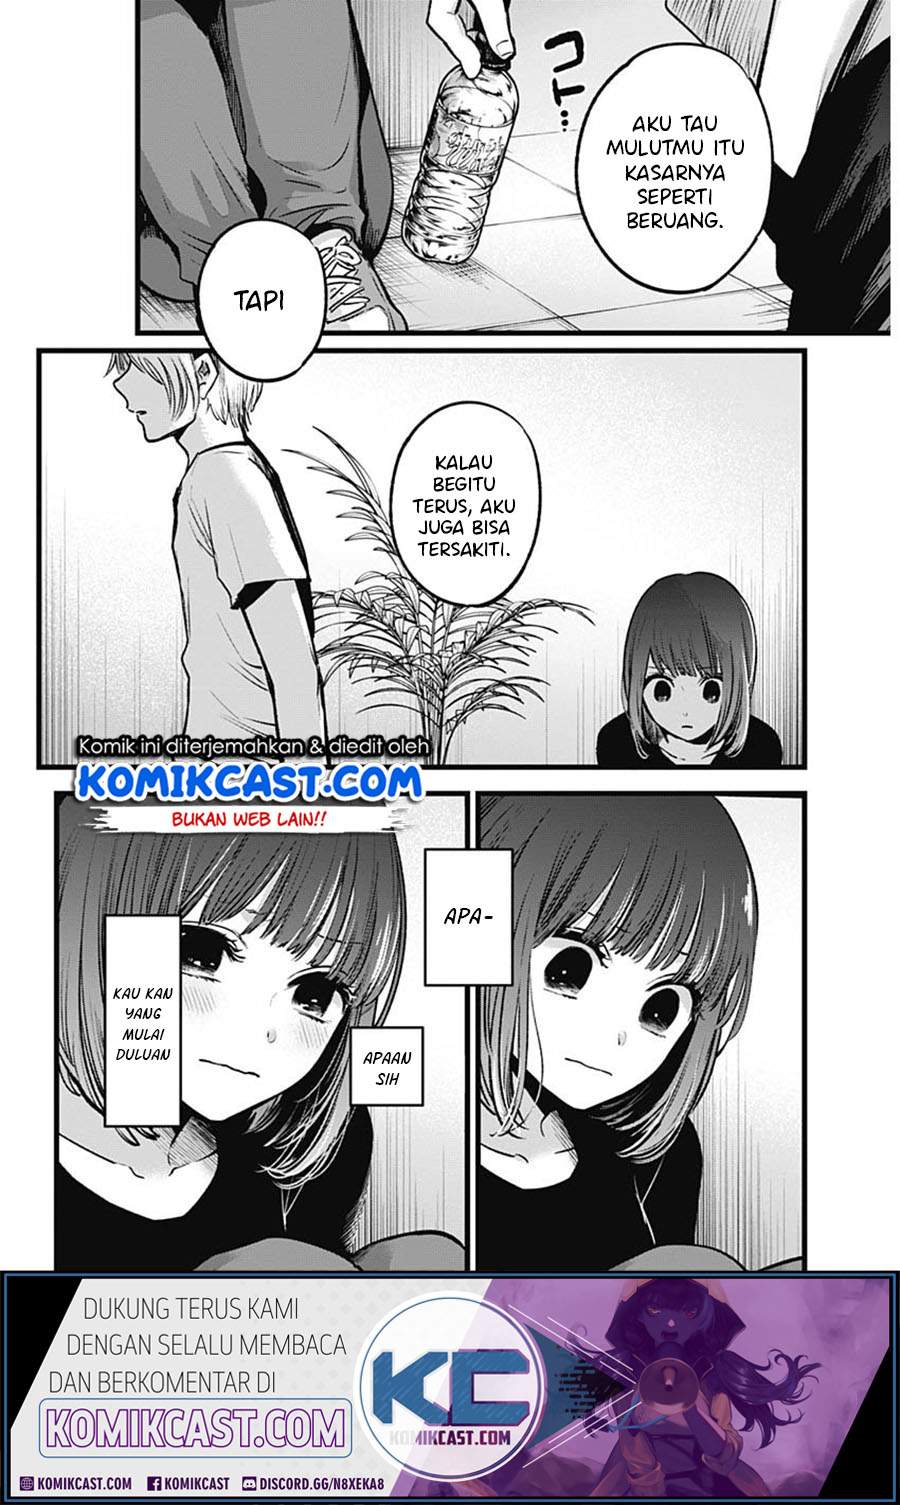 AKU TAU
MULUTMU ITU
KASARNYA
SEPERTI
BERUANG.
TAPI
KALAU
BEGITU
TERUS, AKU
JUGA BISA
TERSAKITI.
Komik ini diterjemahkan & diedit oleh
KOMIKCAST.COM
BUKAN WEB LAIN!!
APA-
APAAN
SIH
KAU KAN
YANG
MULAI
DULUAN
DUKUNG TERUS KAMI
DENGAN SELALU MEMBACA
DAN BERKOMENTAR DI
KOMIKCAST.COM
KOMIKCAST.COM
KOMIKCAST
DISCORD.GG/N8XEKA8
KC
KOMIKCAST.COM